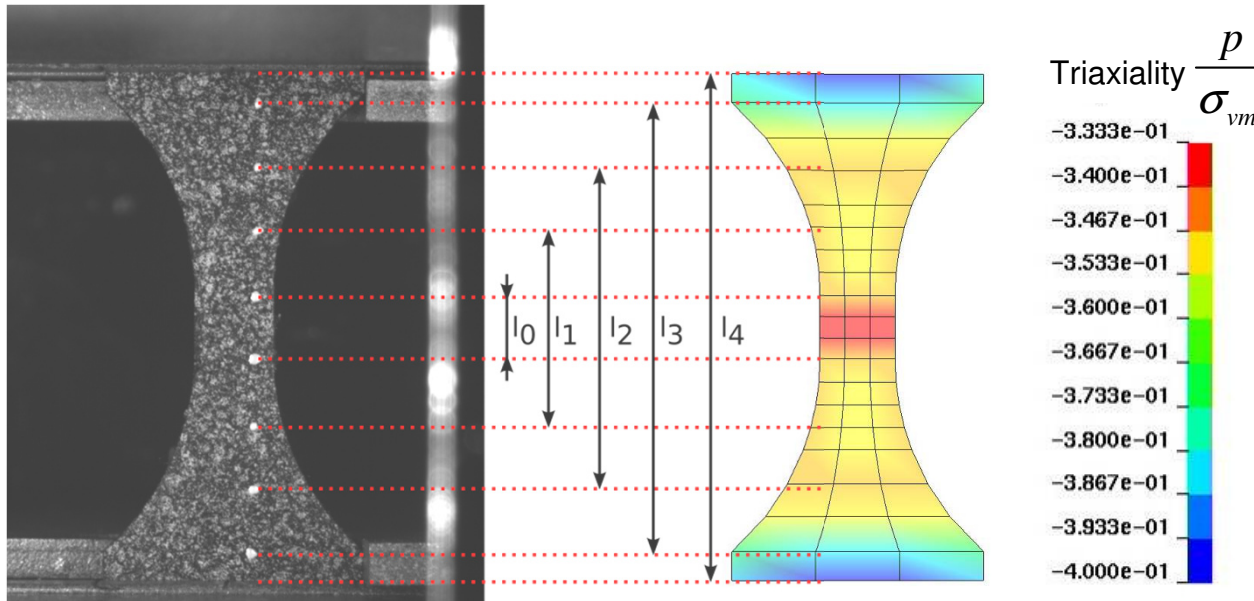 Triaxiality p
σvm
-3.333e-01
-3.400e-01
-3.467e-01
-3.533e-01
-3.600e-01
-3.667e-01
-3.733e-01
-3.800e-01
-3.867e-01
-3.933e-01
-4.000e-01
l0 l1 l2 l3 l4